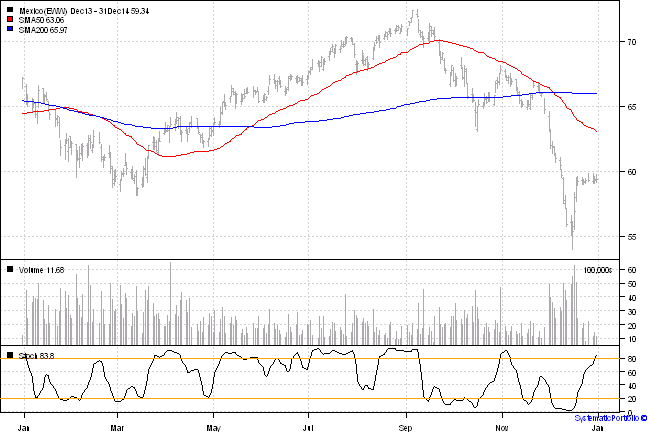 Mexico(EWW) Dec13 - 31Dec14 59.34
SMA50 63.06
SMA200 65.97
70
65
60
55
Volume 11.68
100,000s
60
50
40
30
20
10
Stoch 83.8
80
60
40
20
0
Jan Mar May Jul Sep Nov Jan
SystematicPortfolio ©